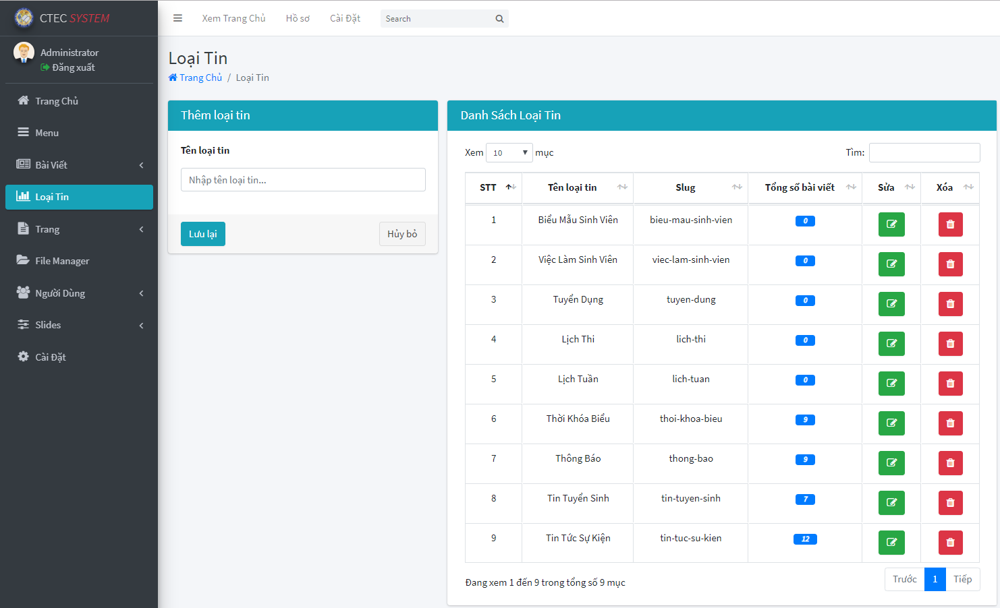 CTEC SYSTEM
Xem Trang Chủ Hồ sơ Cài Đặt Search
Administrator
Đăng xuất
Trang Chủ
Menu
Bài Viết
Loại Tin
Trang
File Manager
Người Dùng
Slides
Cài Đặt
Loại Tin
Trang Chủ / Loại Tin
Thêm loại tin
Tên loại tin
Nhập tên loại tin...
Lưu lại Hủy bỏ
Danh Sách Loại Tin
Xem 10 mục Tìm:
STT Tên loại tin Slug Tổng số bài viết Sửa Xóa
1 Biểu Mẫu Sinh Viên bieu-mau-sinh-vien 0
2 Việc Làm Sinh Viên viec-lam-sinh-vien 0
3 Tuyển Dụng tuyen-dung 0
4 Lịch Thi lich-thi 0
5 Lịch Tuần lich-tuan 0
6 Thời Khóa Biểu thoi-khoa-bieu 9
7 Thông Báo thong-bao 9
8 Tin Tuyển Sinh tin-tuyen-sinh 7
9 Tin Tức Sự Kiện tin-tuc-su-kien 12
Đang xem 1 đến 9 trong tổng số 9 mục
Trước 1 Tiếp